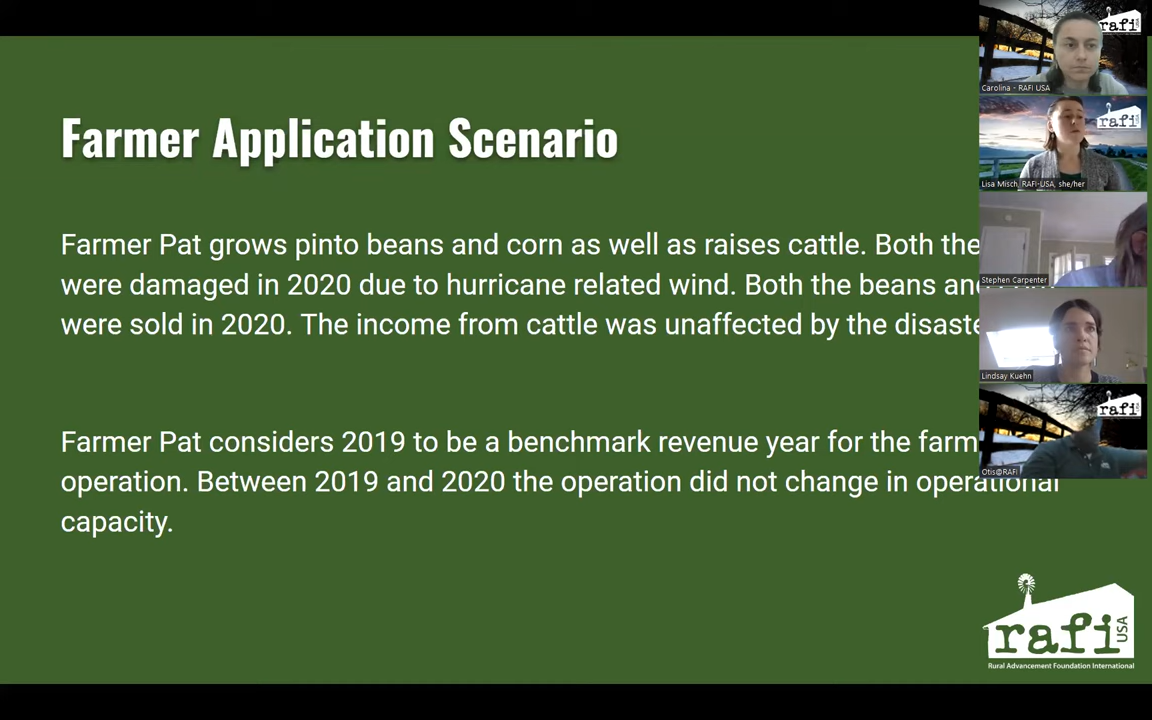 Farmer Application Scenario
Farmer Pat grows pinto beans and corn as well as raises cattle. Both the
were damaged in 2020 due to hurricane related wind. Both the beans and
were sold in 2020. The income from cattle was unaffected by the
Farmer Pat considers 2019 to be a benchmark revenue year for the farm
operation. Between 2019 and 2020 the operation did not change in operational
capacity.
rafi USA
Rural Advancement Foundation International
rafi
Carolina - RAFI USA
rafi
Lisa Misch, RAFI-USA, she/her
Stephen Carpenter
Lindsay Kuehn
rafi
Otis@RAFI